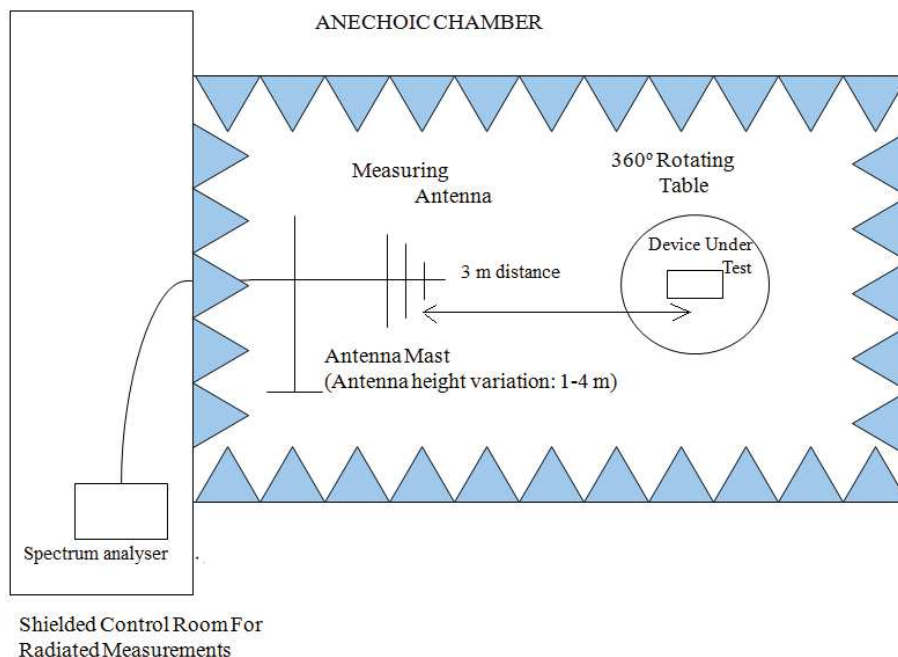 ANECHOIC CHAMBER
Measuring
Antenna
360º Rotating
Table
Device Under
Test
3 m distance
Antenna Mast
(Antenna height variation: 1-4 m)
Spectrum analyser
Shielded Control Room For
Radiated Measurements